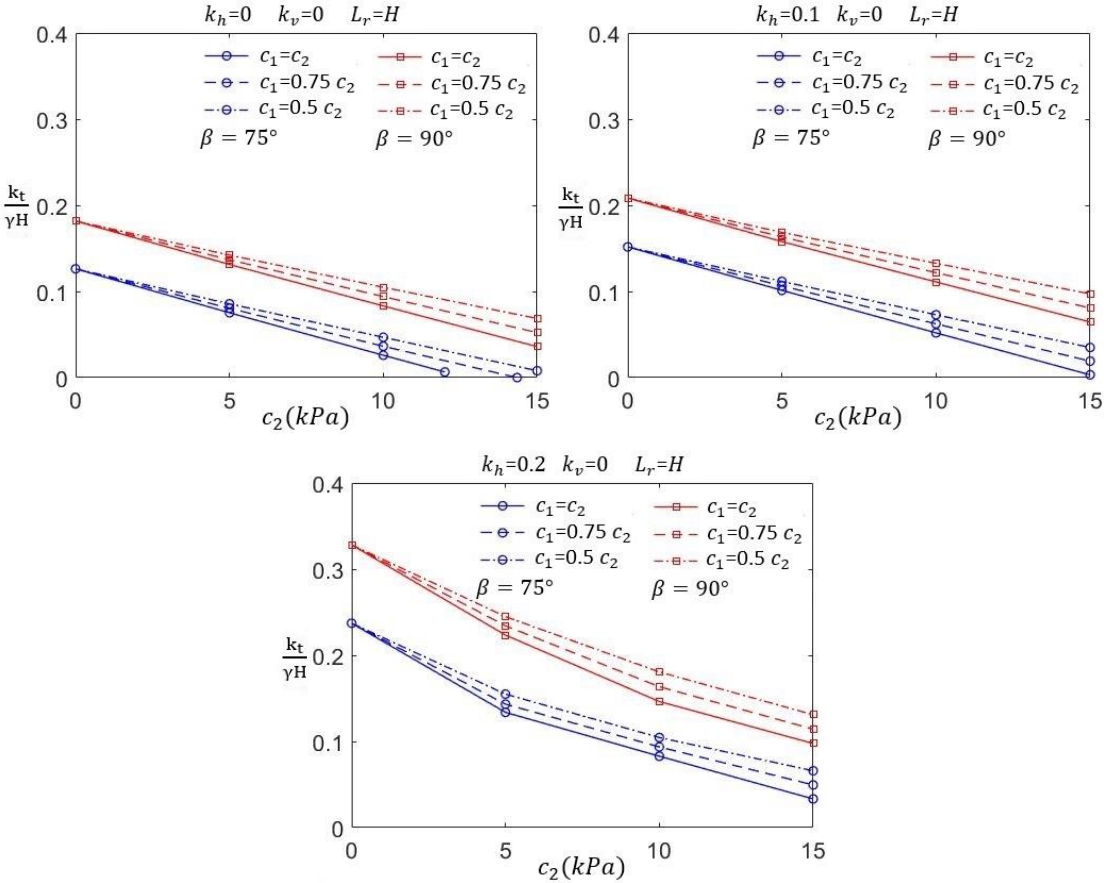 k_h=0 k_v=0 L_r=H
0.4
0.3
0.2
0.1
0
k_t/γH
c_1=c_2
c_1=0.75 c_2
c_1=0.5 c_2
β = 75°
c_1=c_2
c_1=0.75 c_2
c_1=0.5 c_2
β = 90°
0 5 10 15
c_2(kPa)
k_h=0.1 k_v=0 L_r=H
0.4
0.3
0.2
0.1
0
k_t/γH
c_1=c_2
c_1=0.75 c_2
c_1=0.5 c_2
β = 75°
c_1=c_2
c_1=0.75 c_2
c_1=0.5 c_2
β = 90°
0 5 10 15
c_2(kPa)
k_h=0.2 k_v=0 L_r=H
0.4
0.3
0.2
0.1
0
k_t/γH
c_1=c_2
c_1=0.75 c_2
c_1=0.5 c_2
β = 75°
c_1=c_2
c_1=0.75 c_2
c_1=0.5 c_2
β = 90°
0 5 10 15
c_2(kPa)